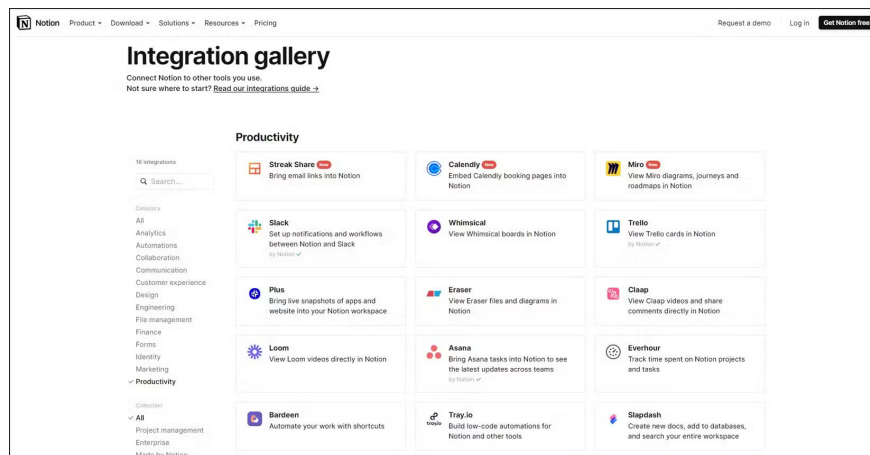 Notion Product Download Solutions Resources Pricing Request a demo Log in Get Notion free
Integration gallery
Connect Notion to other tools you use.
Not sure where to start? Read our integrations guide →
Productivity
16 integrations
Search...
Category
All
Analytics
Automations
Collaboration
Communication
Customer experience
Design
Engineering
File management
Finance
Forms
Identity
Marketing
Productivity
Collection
All
Project management
Enterprise
Made by Notion
Streak Share New
Bring email links into Notion
Calendly New
Embed Calendly booking pages into
Notion
Miro New
View Miro diagrams, journeys and
roadmaps in Notion
Slack
Set up notifications and workflows
between Notion and Slack
by Notion
Whimsical
View Whimsical boards in Notion
Trello
View Trello cards in Notion
by Notion
Plus
Bring live snapshots of apps and
website into your Notion workspace
Eraser
View Eraser files and diagrams in
Notion
Claap
View Claap videos and share
comments directly in Notion
Loom
View Loom videos directly in Notion
Asana
Bring Asana tasks into Notion to see
the latest updates across teams
by Notion
Everhour
Track time spent on Notion projects
and tasks
Bardeen
Automate your work with shortcuts
tray.io
Tray.io
Build low-code automations for
Notion and other tools
Slapdash
Create new docs, add to databases,
and search your entire workspace